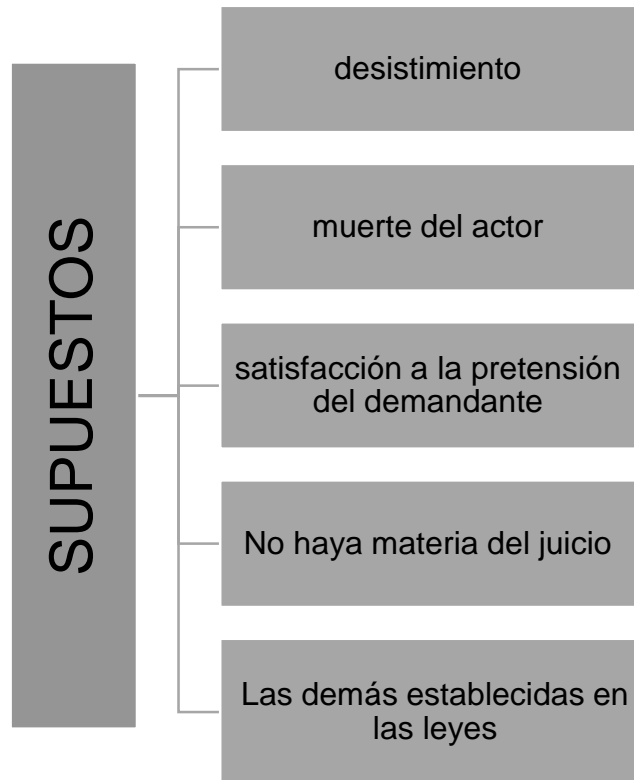 SUPUESTOS
desistimiento
muerte del actor
satisfacción a la pretensión
del demandante
No haya materia del juicio
Las demás establecidas en
las leyes